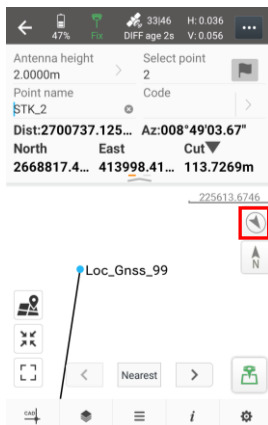 33|46 H: 0.036
47% Fix DIFF age 2s V: 0.056
Antenna height Select point
2.0000m 2
Point name Code
STK_2
Dist:2700737.125... Az:008°49'03.67"
North East Cut
2668817.4... 413998.41... 113.7269m
225613.6746
N
Loc_Gnss_99
Nearest
CAD
i